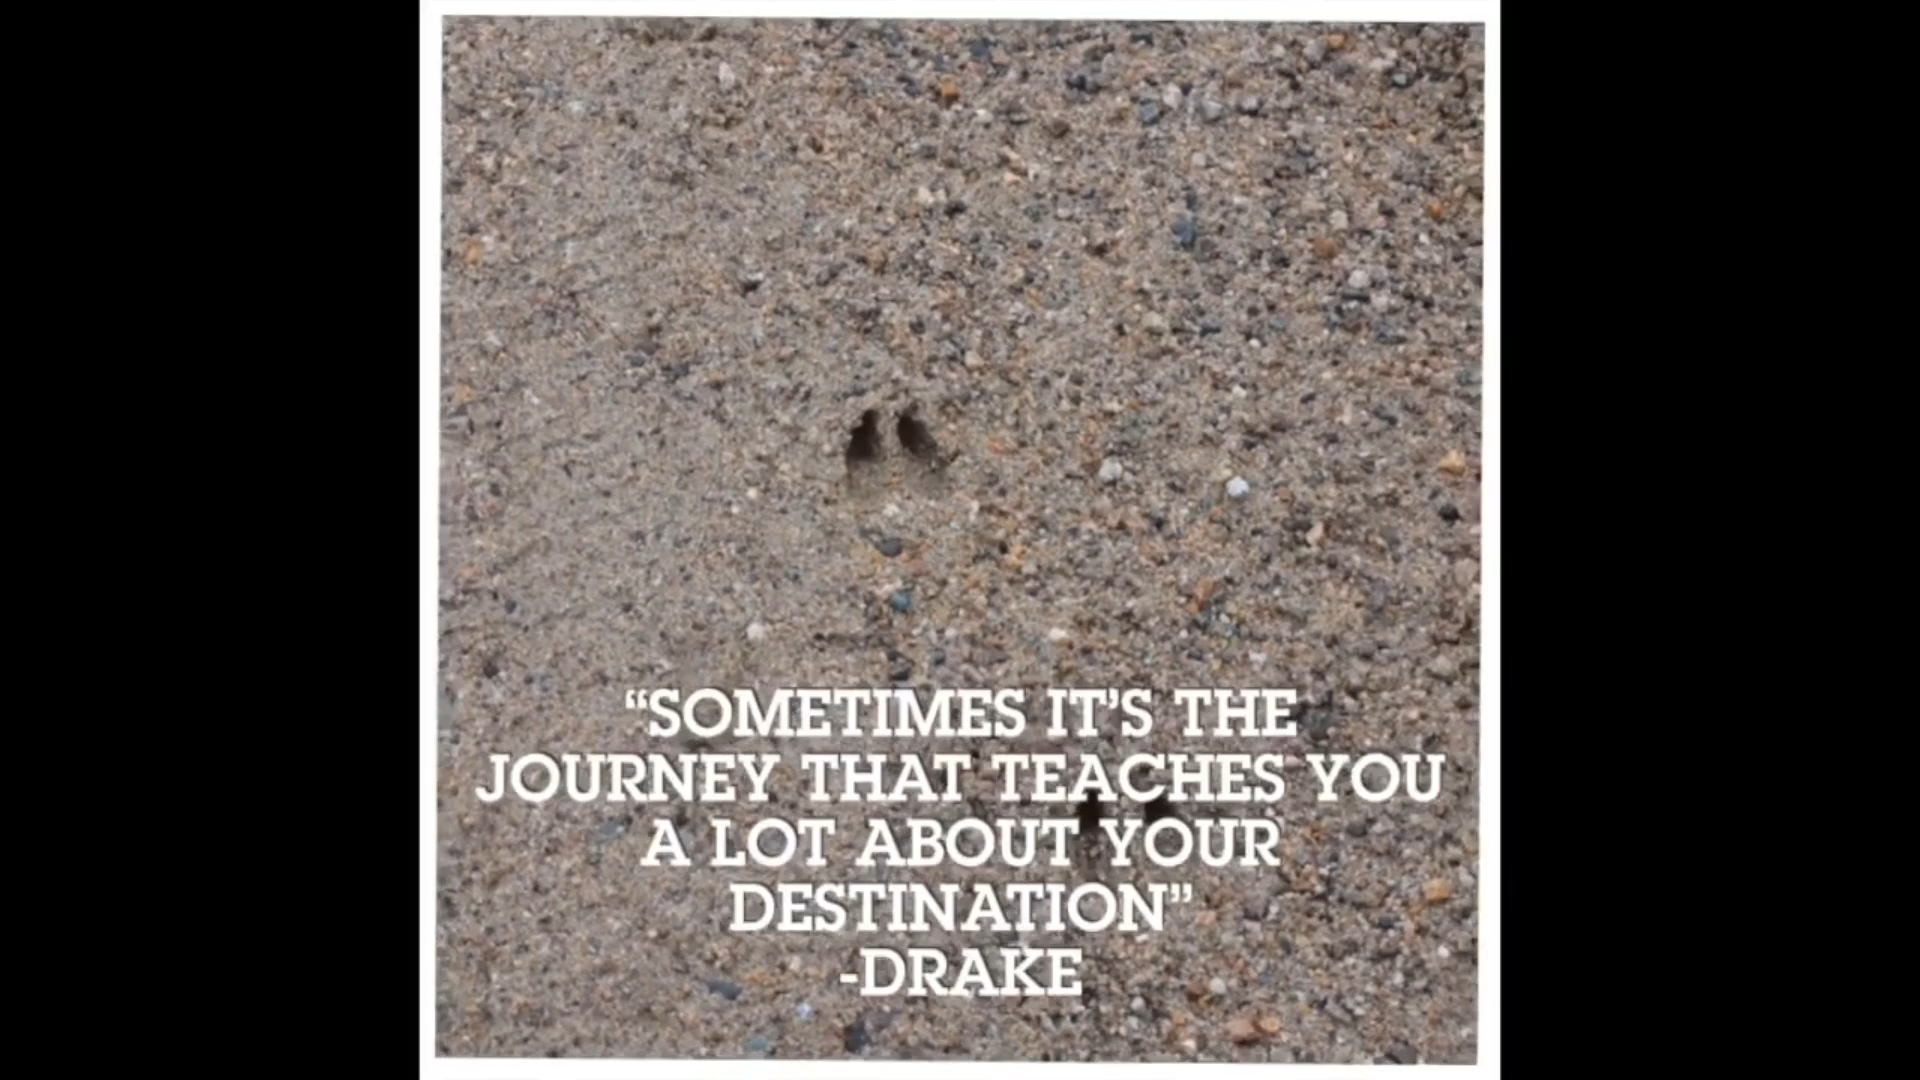 “SOMETIMES IT’S THE
JOURNEY THAT TEACHES YOU
A LOT ABOUT YOUR
DESTINATION”
-DRAKE